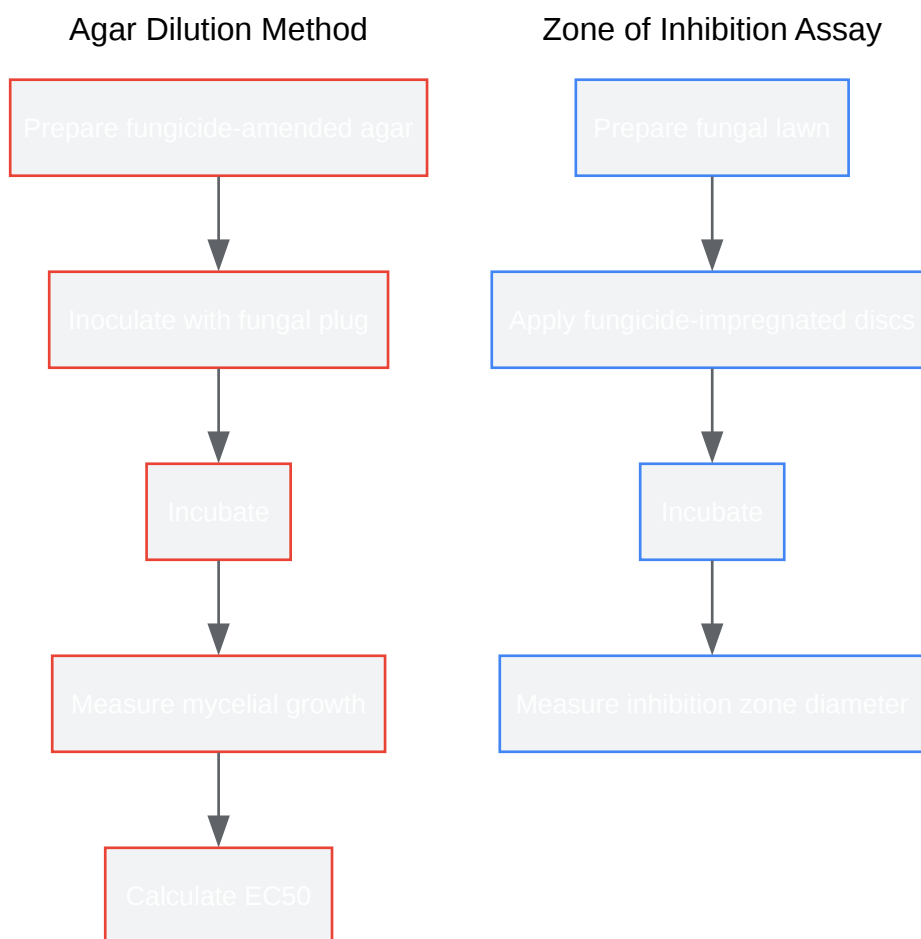 Agar Dilution Method
Prepare fungicide-amended agar
Inoculate with fungal plug
Incubate
Measure mycelial growth
Calculate EC50
Zone of Inhibition Assay
Prepare fungal lawn
Apply fungicide-impregnated discs
Incubate
Measure inhibition zone diameter